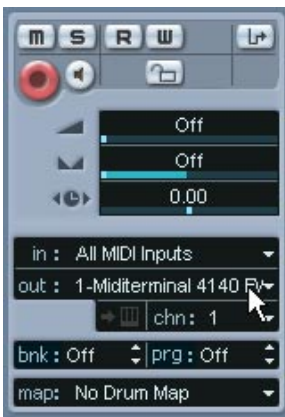 M S R W
Off
Off
0.00
in : All MIDI Inputs
out : 1-Miditerminal 4140
chn: 1
bnk: Off prg: Off
map: No Drum Map